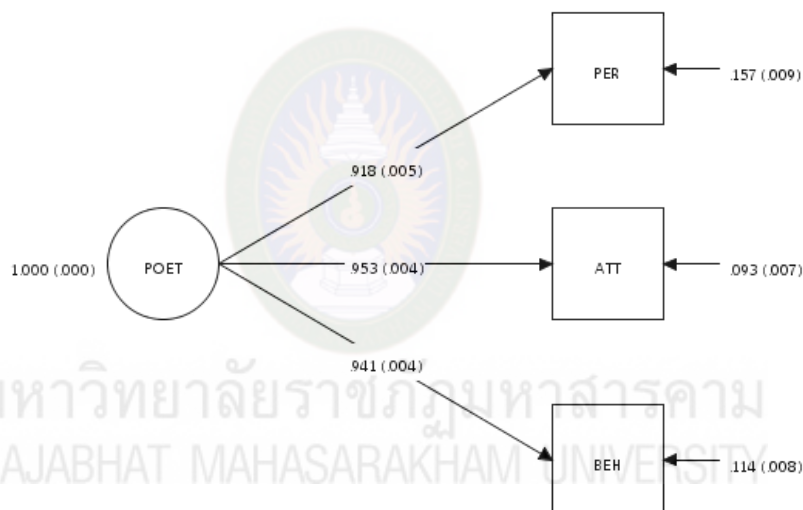 PER
.157 (.009)
.918 (.005)
1.000 (.000)
POET
.953 (.004)
ATT
.093 (.007)
.941 (.004)
มหาวิทยาลัยราชภัฏมหาสารคาม
RAJABHAT MAHASARAKHAM UNIVERSITY
BEH
.114 (.008)